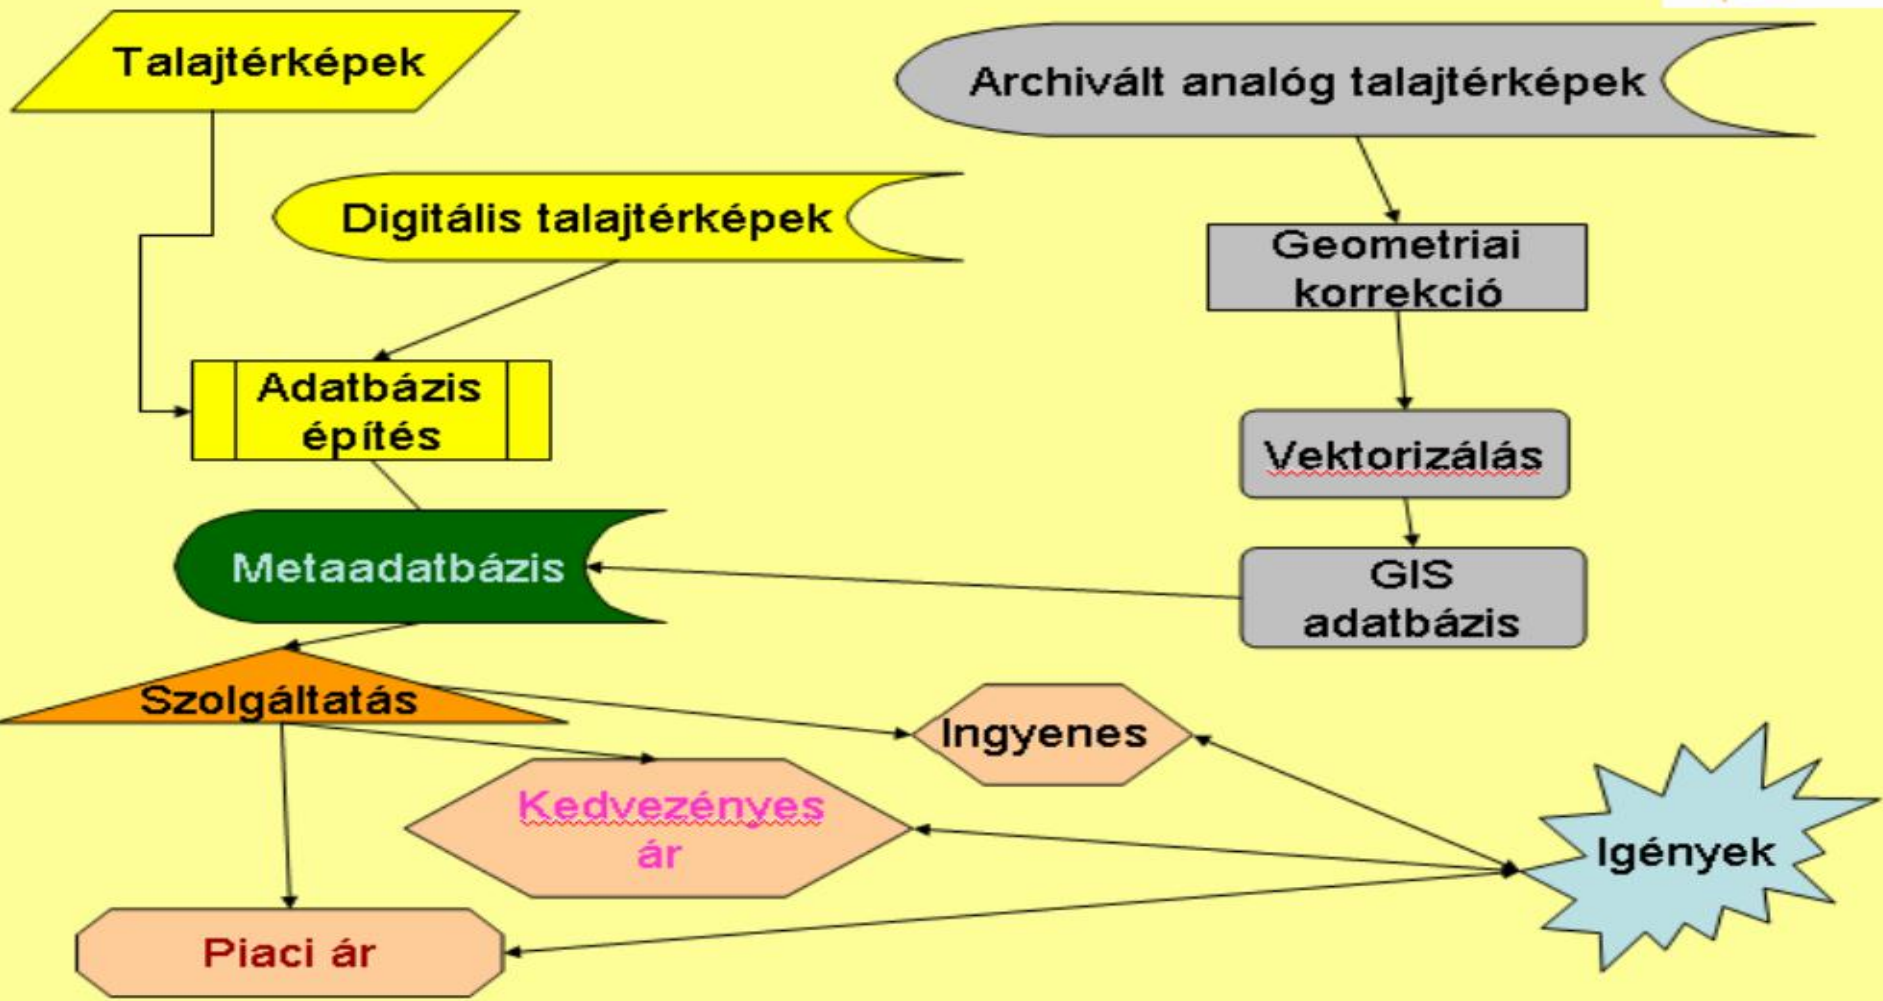 Talajtérképek
Archivált analóg talajtérképek
Digitális talajtérképek
Geometriai
korrekció
Adatbázis
építés
Vektorizálás
Metaadatbázis
GIS
adatbázis
Szolgáltatás
Ingyenes
Kedvezényes
ár
Igények
Piaci ár